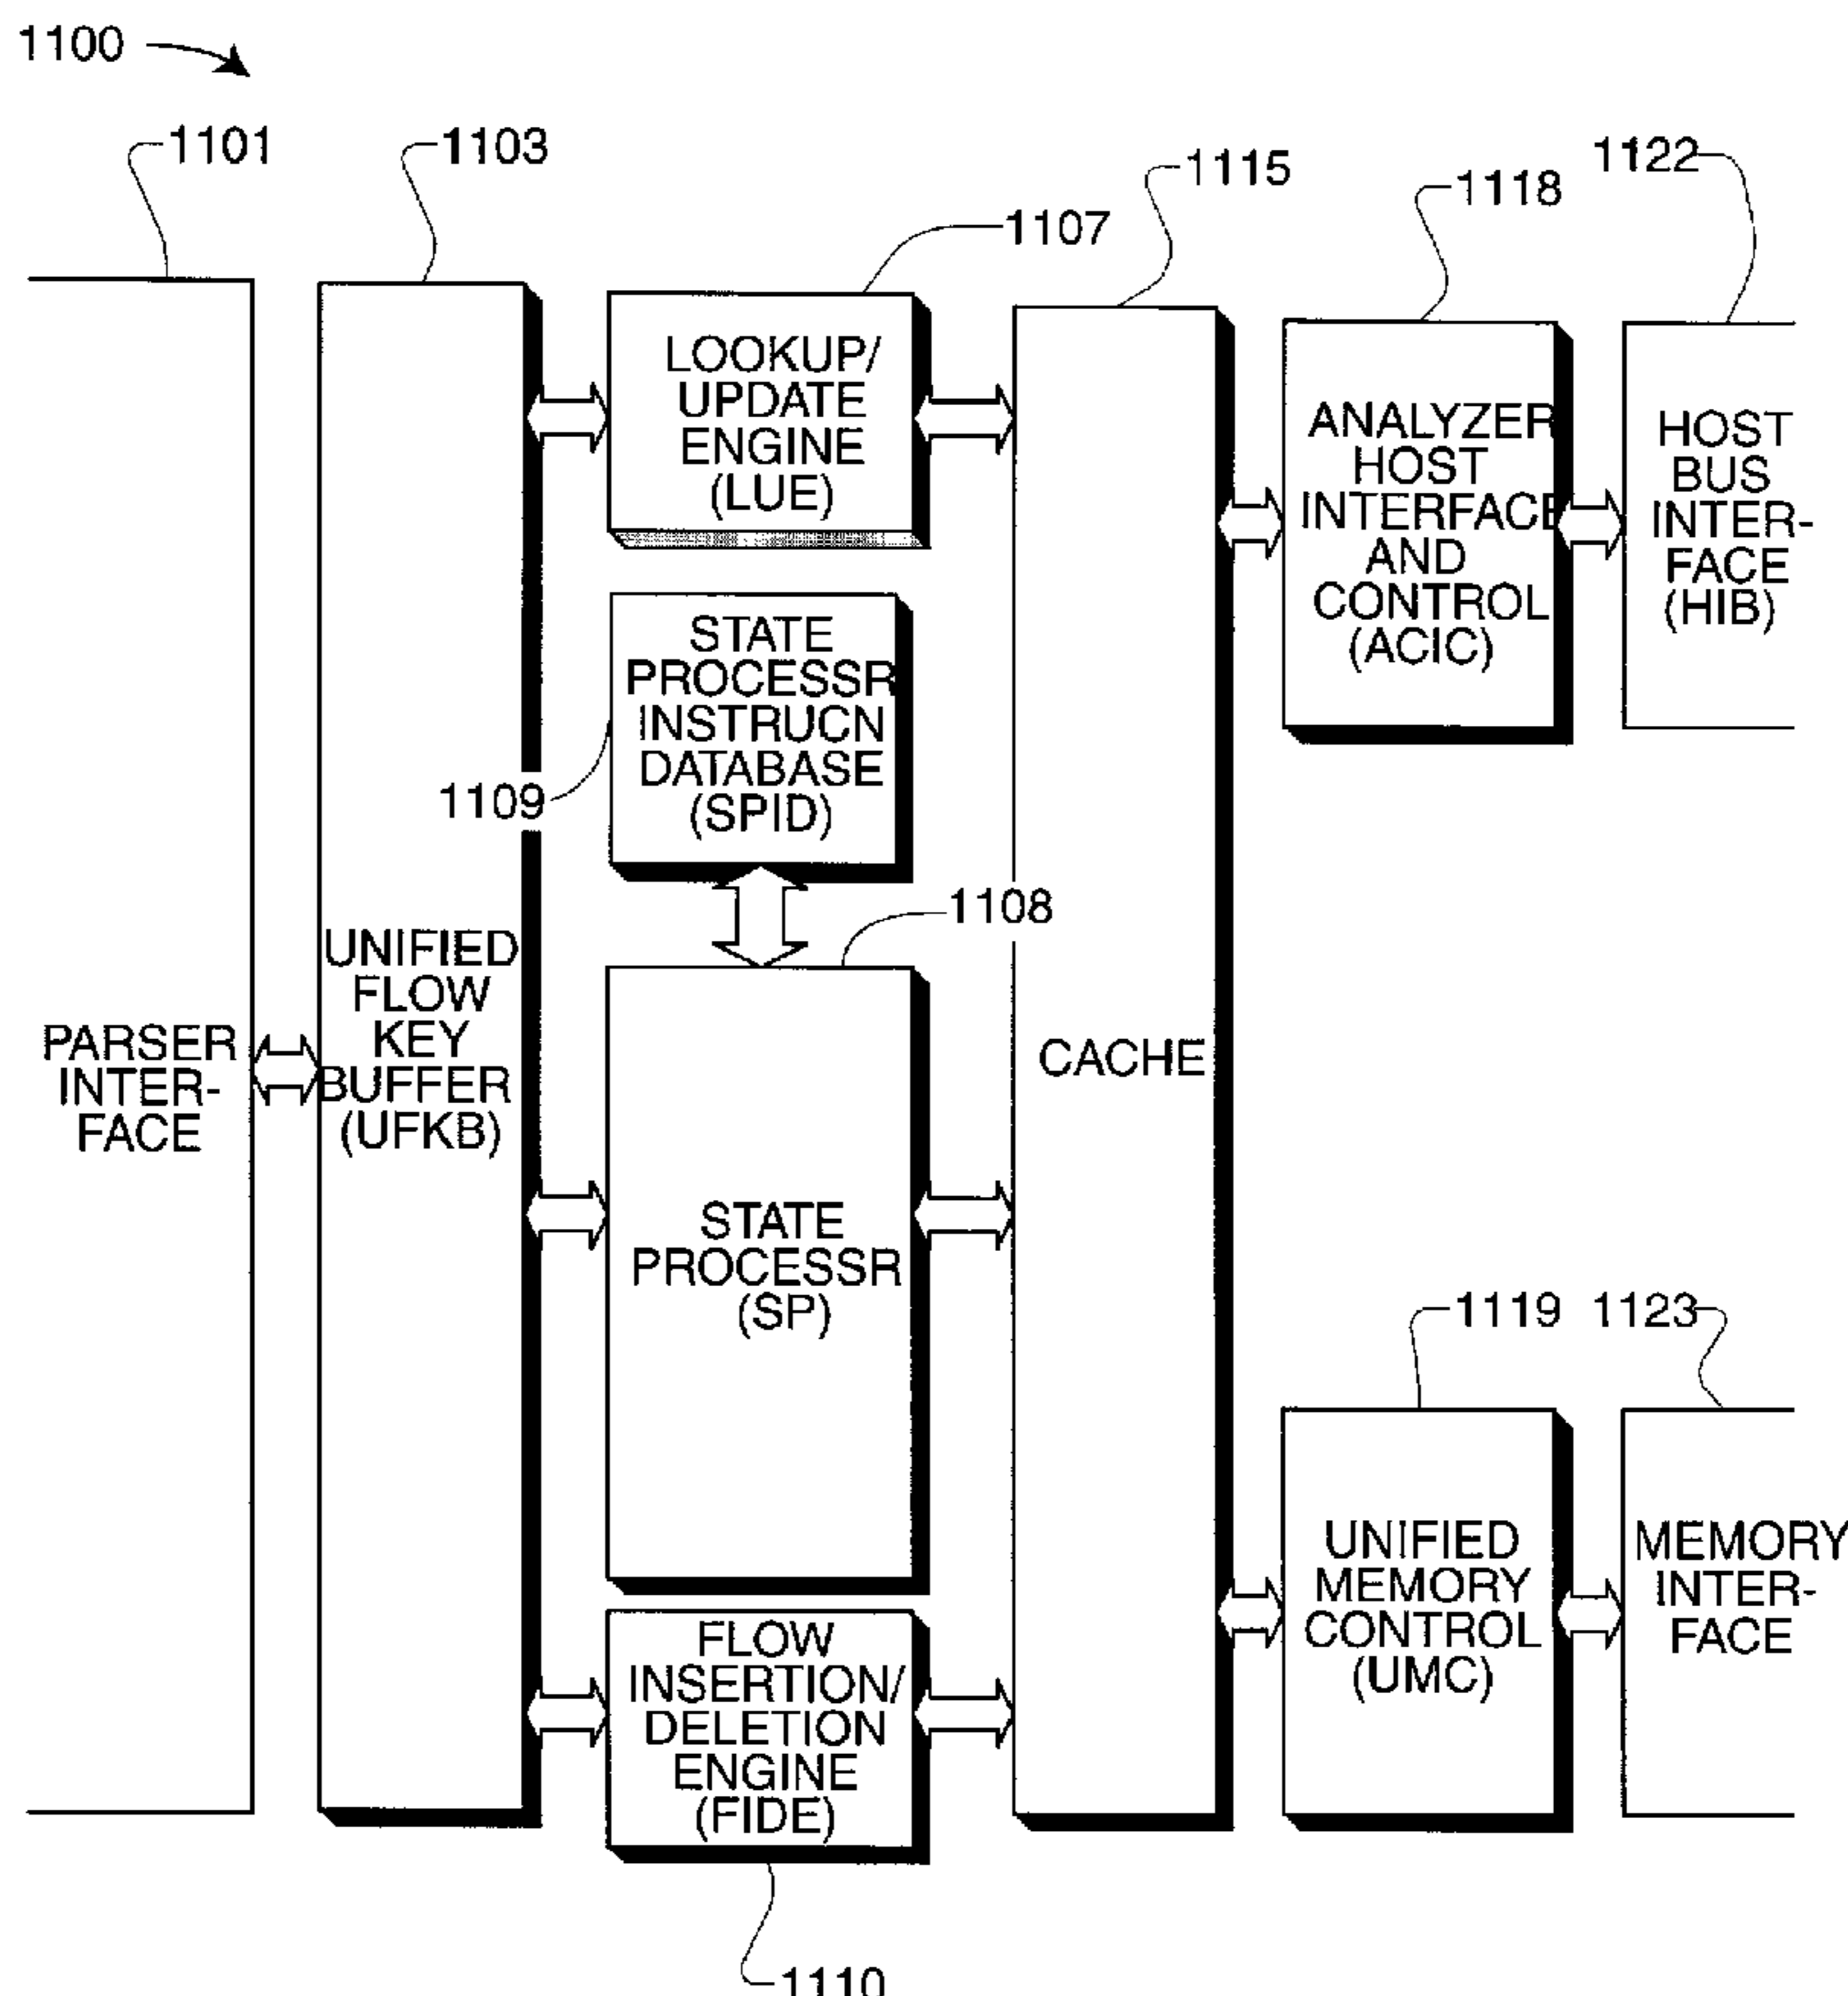 1100
1101
1103
1107
1115
1118
1122
LOOKUP/
UPDATE
ENGINE
(LUE)
ANALYZER
HOST
INTERFACE
AND
CONTROL
(ACIC)
HOST
BUS
INTER-
FACE
(HIB)
STATE
PROCESSR
INSTRUCN
DATABASE
(SPID)
1109
1108
UNIFIED
FLOW
KEY
BUFFER
(UFKB)
PARSER
INTER-
FACE
CACHE
STATE
PROCESSR
(SP)
1119
1123
UNIFIED
MEMORY
CONTROL
(UMC)
MEMORY
INTER-
FACE
FLOW
INSERTION/
DELETION
ENGINE
(FIDE)
1110